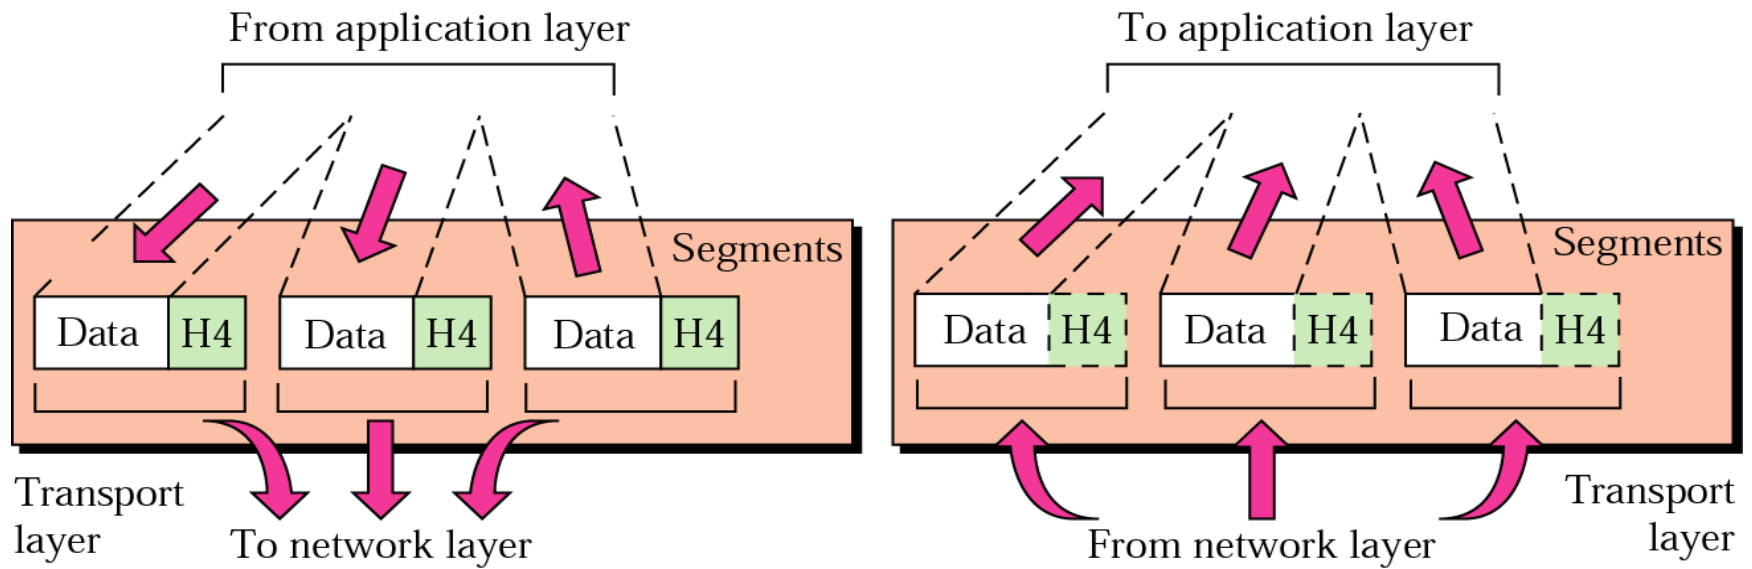 From application layer
Segments
Data H4 Data H4 Data H4
Transport
layer
To network layer
To application layer
Segments
Data H4 Data H4 Data H4
From network layer
Transport
layer